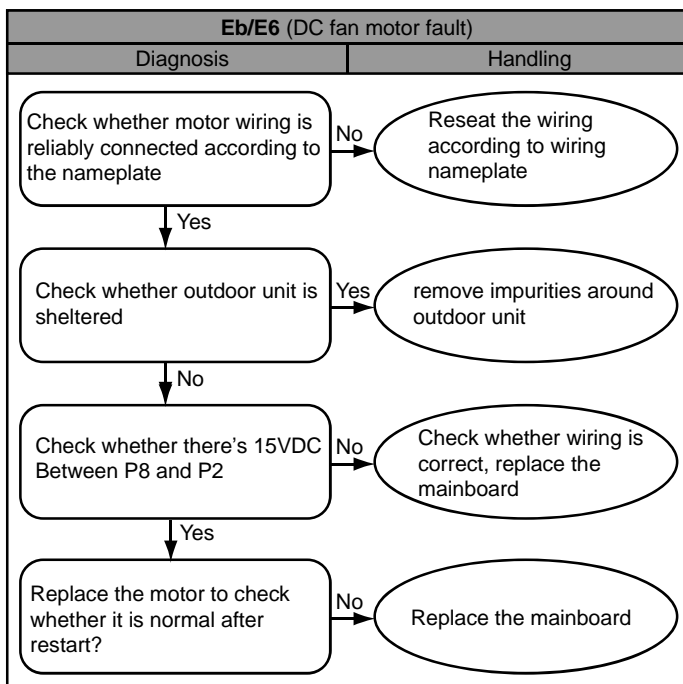 Eb/E6 (DC fan motor fault)
Diagnosis
Handling
Check whether motor wiring is
reliably connected according to
the nameplate
No
Reseat the wiring
according to wiring
nameplate
Yes
Check whether outdoor unit is
sheltered
Yes
remove impurities around
outdoor unit
No
Check whether there's 15VDC
Between P8 and P2
No
Check whether wiring is
correct, replace the
mainboard
Yes
Replace the motor to check
whether it is normal after
restart?
No
Replace the mainboard